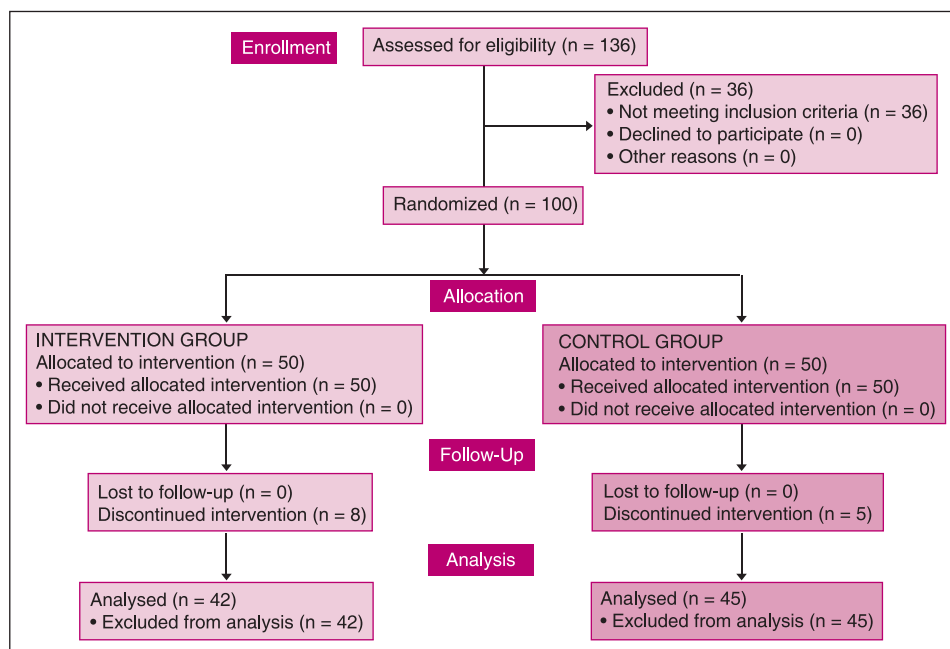 Enrollment
Assessed for eligibility (n = 136)
Excluded (n = 36)
• Not meeting inclusion criteria (n = 36)
• Declined to participate (n = 0)
• Other reasons (n = 0)
Randomized (n = 100)
Allocation
INTERVENTION GROUP
Allocated to intervention (n = 50)
• Received allocated intervention (n = 50)
• Did not receive allocated intervention (n = 0)
CONTROL GROUP
Allocated to intervention (n = 50)
• Received allocated intervention (n = 50)
• Did not receive allocated intervention (n = 0)
Follow-Up
Lost to follow-up (n = 0)
Discontinued intervention (n = 8)
Lost to follow-up (n = 0)
Discontinued intervention (n = 5)
Analysis
Analysed (n = 42)
• Excluded from analysis (n = 42)
Analysed (n = 45)
• Excluded from analysis (n = 45)